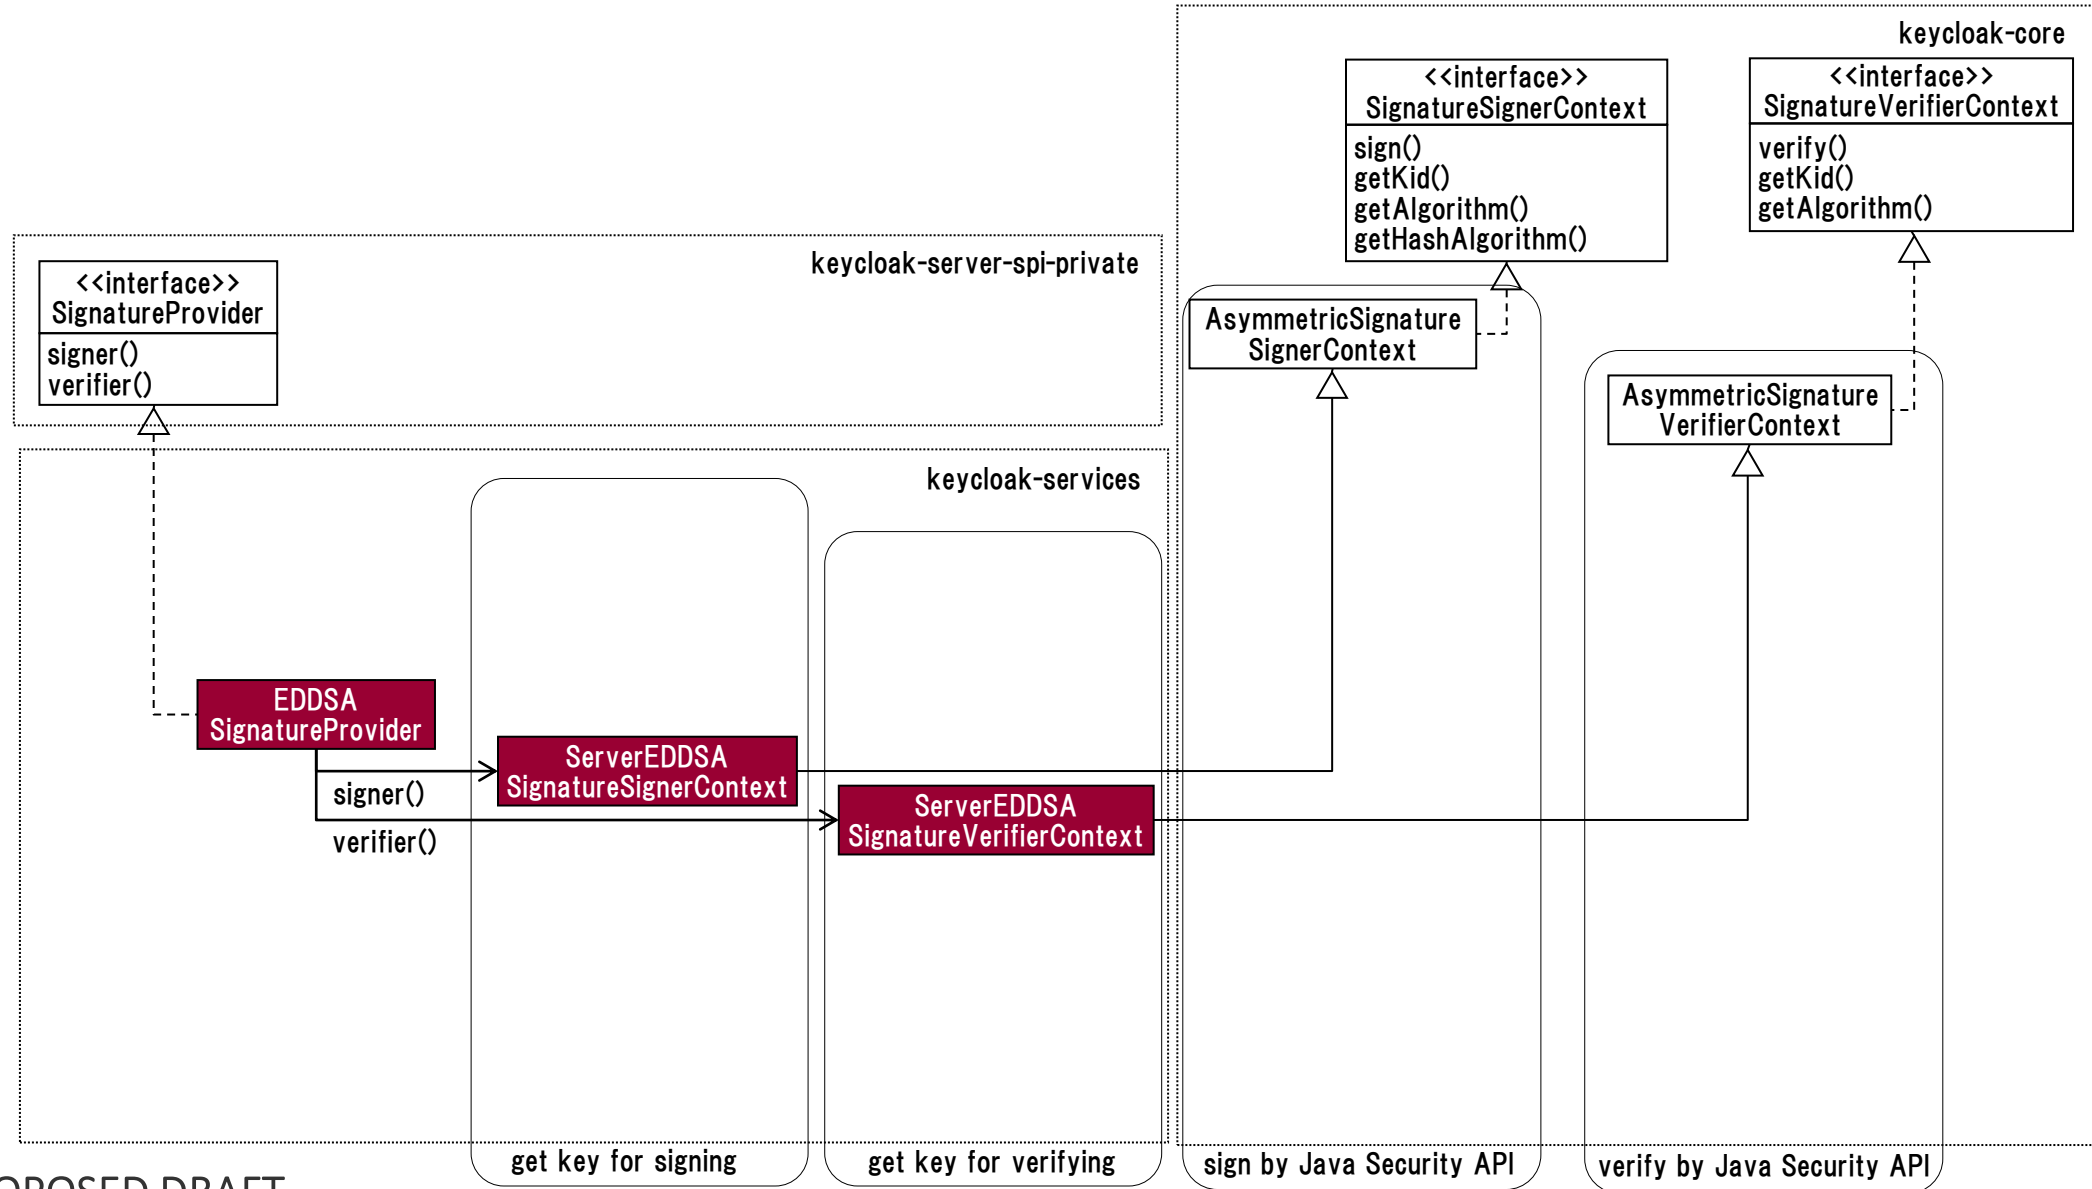 keycloak-core
<<interface>>
SignatureSignerContext
sign()
getKid()
getAlgorithm()
getHashAlgorithm()
<<interface>>
SignatureVerifierContext
verify()
getKid()
getAlgorithm()
keycloak-server-spi-private
<<interface>>
SignatureProvider
signer()
verifier()
AsymmetricSignature
SignerContext
AsymmetricSignature
VerifierContext
keycloak-services
EDDSA
SignatureProvider
signer()
verifier()
ServerEDDSA
SignatureSignerContext
ServerEDDSA
SignatureVerifierContext
get key for signing
get key for verifying
sign by Java Security API
verify by Java Security API
OPOSED DRAFT